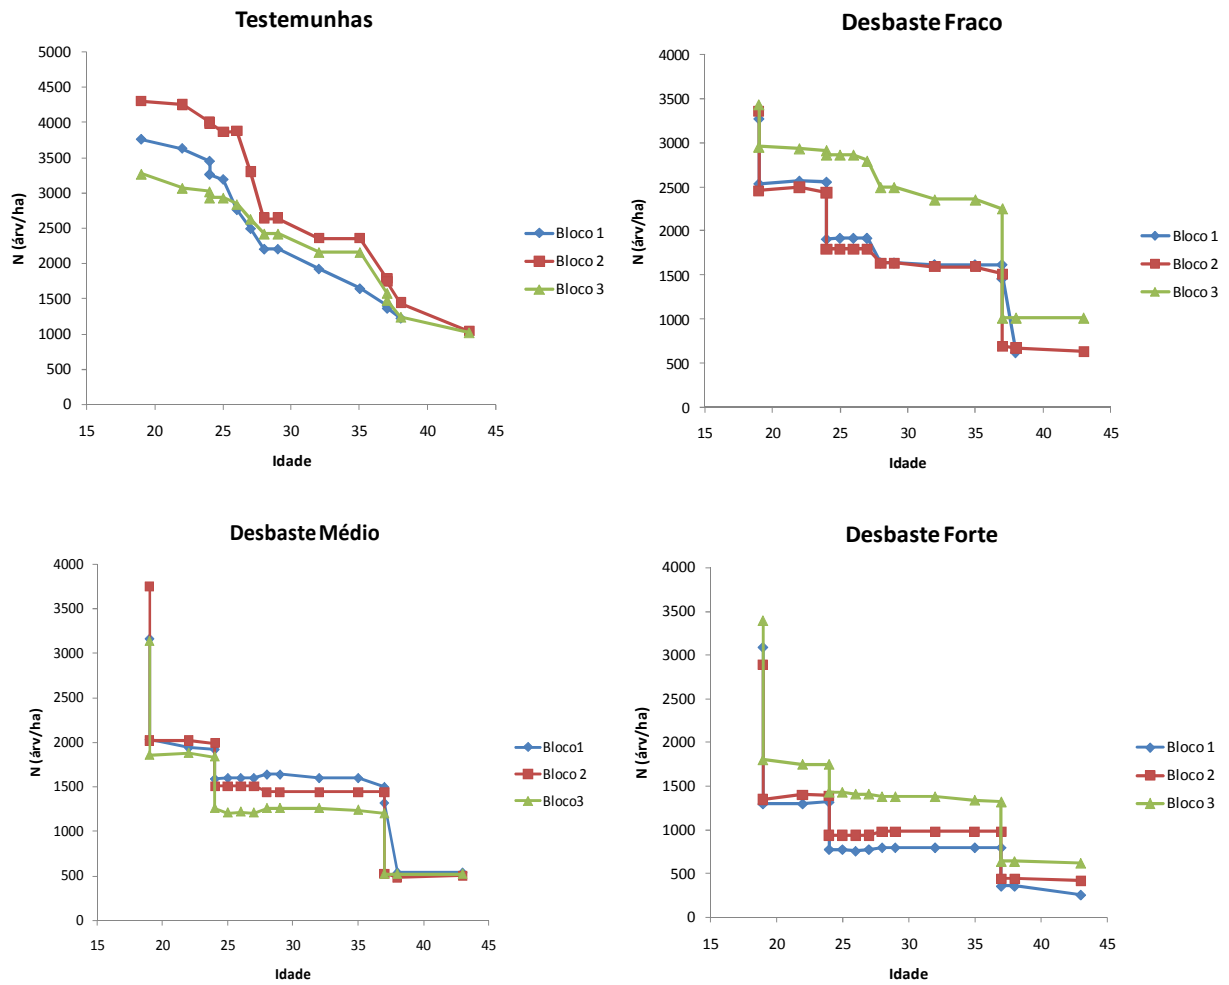 Testemunhas
N (árv/ha)
5000
4500
4000
3500
3000
2500
2000
1500
1000
500
0
15 20 25 30 35 40 45
Idade
Bloco 1
Bloco 2
Bloco 3
Desbaste Fraco
N (árv/ha)
4000
3500
3000
2500
2000
1500
1000
500
0
15 20 25 30 35 40 45
Idade
Bloco 1
Bloco 2
Bloco 3
Desbaste Médio
N (árv/ha)
4000
3500
3000
2500
2000
1500
1000
500
0
15 20 25 30 35 40 45
Idade
Bloco1
Bloco 2
Bloco3
Desbaste Forte
N (árv/ha)
4000
3500
3000
2500
2000
1500
1000
500
0
15 20 25 30 35 40 45
Idade
Bloco 1
Bloco 2
Bloco 3